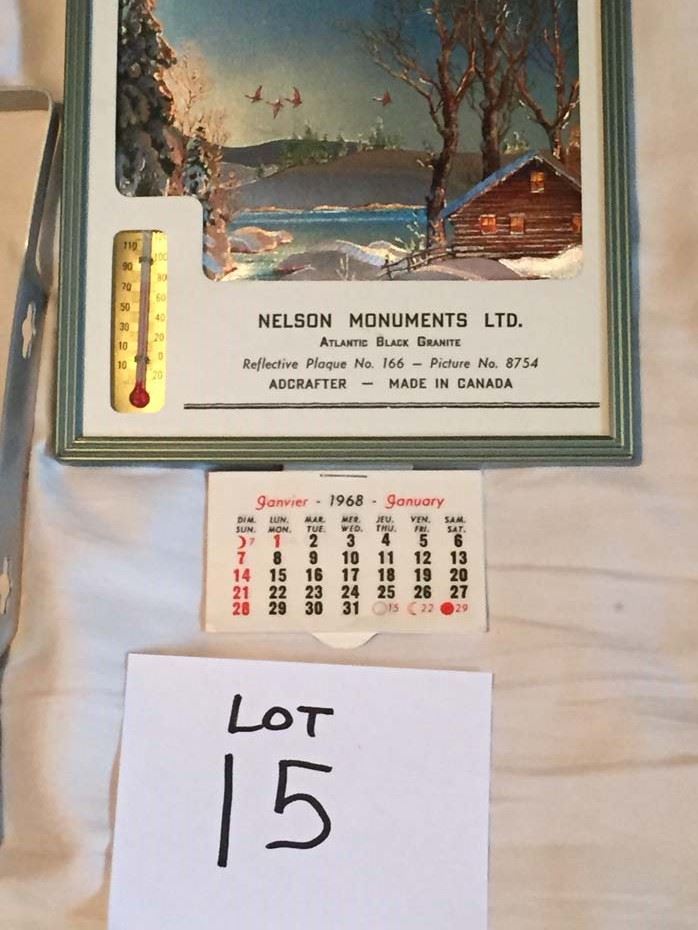 110
90
70
50
30
10
10
100
80
60
40
20
0
20
NELSON MONUMENTS LTD.
ATLANTIC BLACK GRANITE
Reflective Plaque No. 166 – Picture No. 8754
ADCRAFTER – MADE IN CANADA
Janvier - 1968 - January
DIM. LUN. MAR. MER. JEU. VEN. SAM.
SUN. MON. TUE. WED. THU. FRI. SAT.
7 1 2 3 4 5 6
7 8 9 10 11 12 13
14 15 16 17 18 19 20
21 22 23 24 25 26 27
28 29 30 31 15 22 29
LOT
15